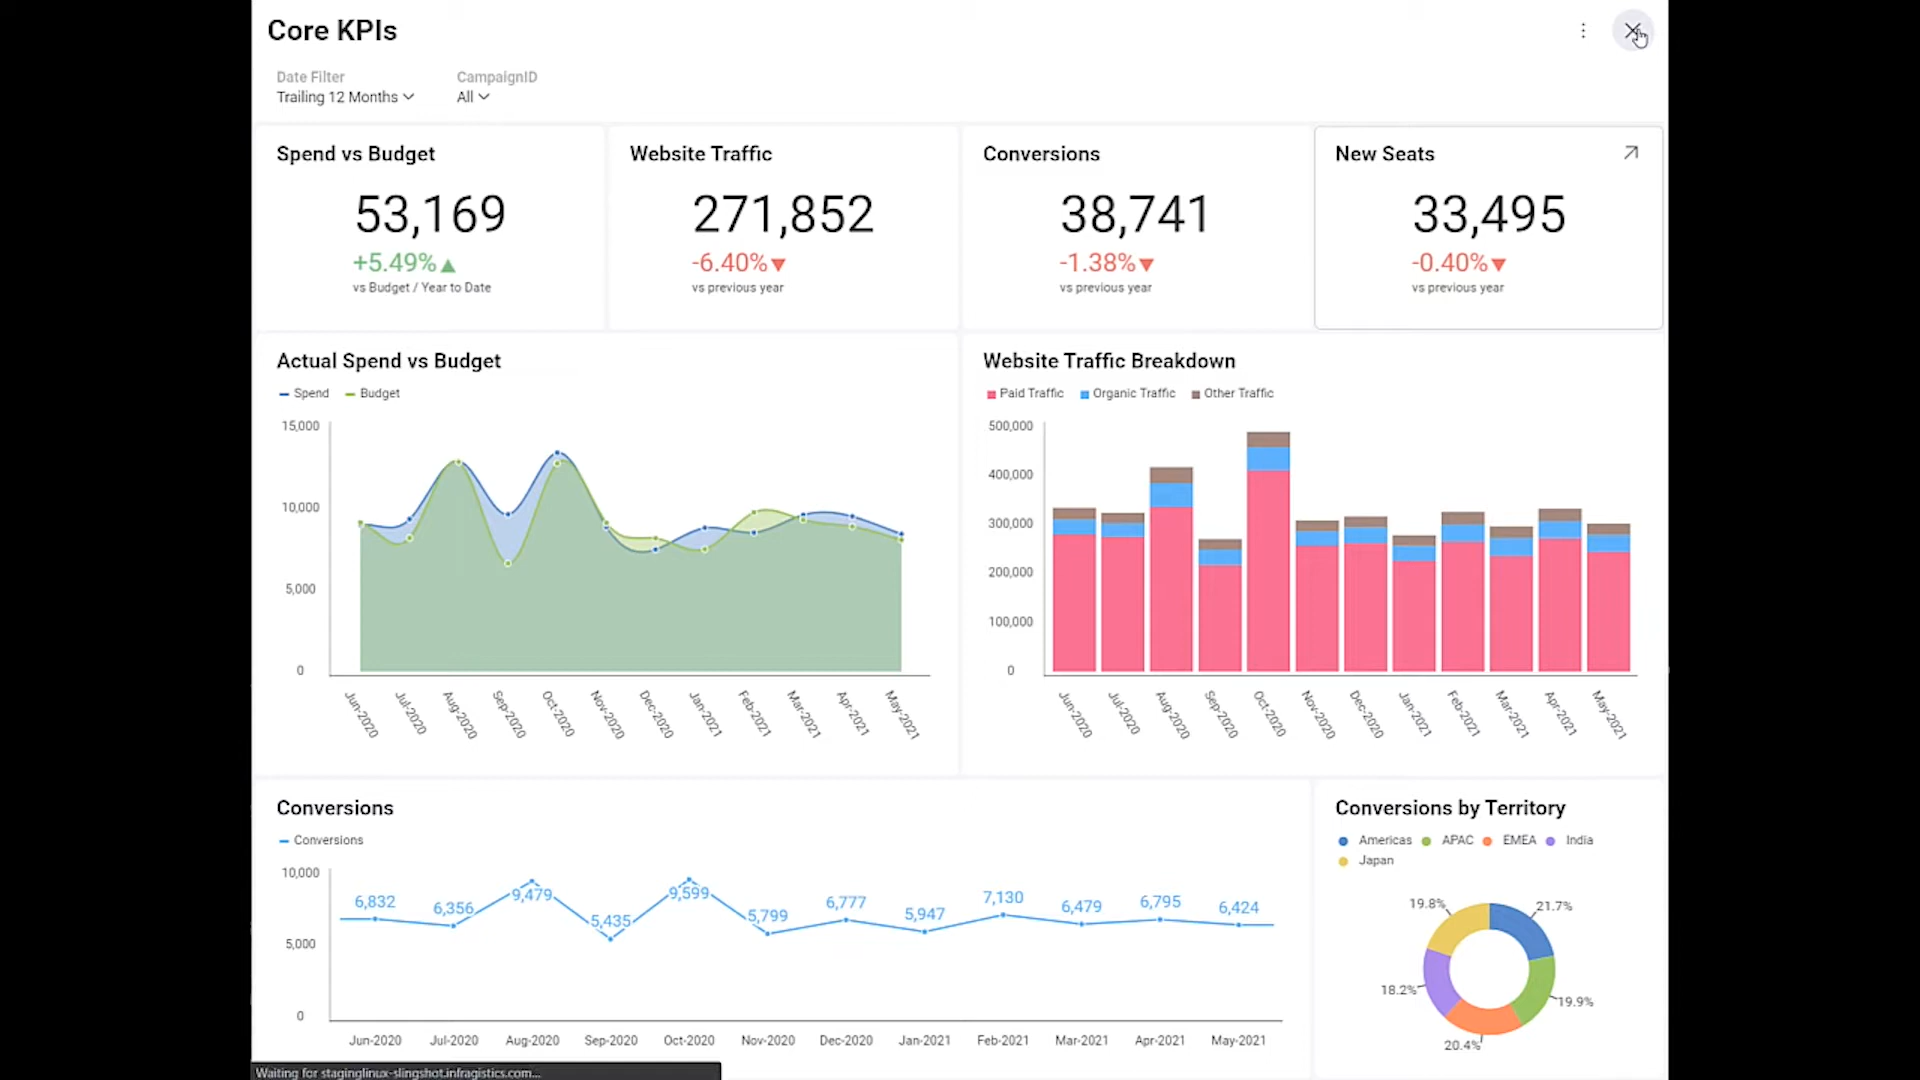 Core KPIs
Date Filter
Trailing 12 Months
CampaignID
All
Spend vs Budget
53,169
+5.49%
vs Budget / Year to Date
Website Traffic
271,852
-6.40%
vs previous year
Conversions
38,741
-1.38%
vs previous year
New Seats
33,495
-0.40%
vs previous year
Actual Spend vs Budget
Spend Budget
15,000
10,000
5,000
0
Jun-2020 Jul-2020 Aug-2020 Sep-2020 Oct-2020 Nov-2020 Dec-2020 Jan-2021 Feb-2021 Mar-2021 Apr-2021 May-2021
Website Traffic Breakdown
Paid Traffic Organic Traffic Other Traffic
500,000
400,000
300,000
200,000
100,000
0
Jun-2020 Jul-2020 Aug-2020 Sep-2020 Oct-2020 Nov-2020 Dec-2020 Jan-2021 Feb-2021 Mar-2021 Apr-2021 May-2021
Conversions
Conversions
10,000
5,000
0
6,832 6,356 9,479 5,435 9,599 5,799 6,777 5,947 7,130 6,479 6,795 6,424
Jun-2020 Jul-2020 Aug-2020 Sep-2020 Oct-2020 Nov-2020 Dec-2020 Jan-2021 Feb-2021 Mar-2021 Apr-2021 May-2021
Conversions by Territory
Americas APAC EMEA India
Japan
19.8% 21.7%
18.2% 19.9%
20.4%
Waiting for staginglinux-slingshot.infragistics.com...